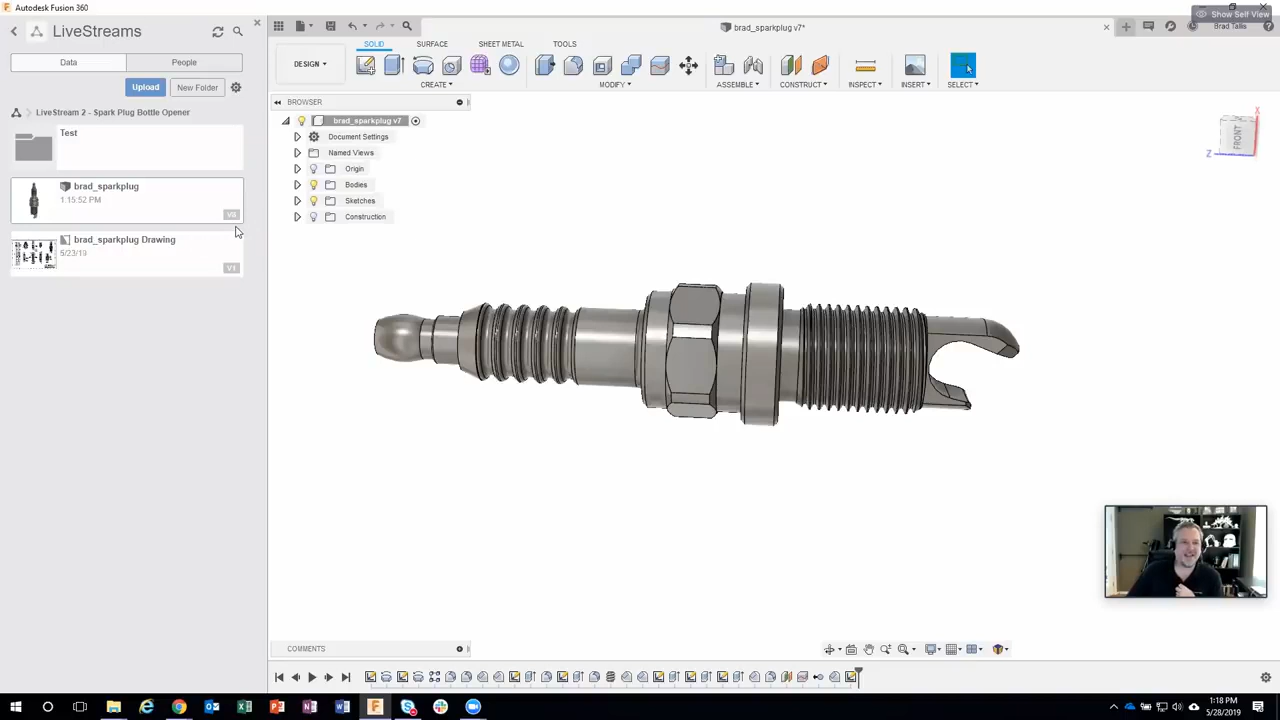 Autodesk Fusion 360
Show Self View
LiveStreams
brad_sparkplug v7*
Brad Tallis
Data
People
SOLID
SURFACE
SHEET METAL
TOOLS
DESIGN
Upload
New Folder
CREATE
MODIFY
ASSEMBLE
CONSTRUCT
INSPECT
INSERT
SELECT
BROWSER
LiveStream 2 - Spark Plug Bottle Opener
brad_sparkplug v7
Test
Document Settings
Named Views
Origin
Bodies
Sketches
Construction
brad_sparkplug
1:15:52 PM
brad_sparkplug Drawing
5/23/19
V1
FRONT
X
Z
COMMENTS
1:18 PM
5/28/2019